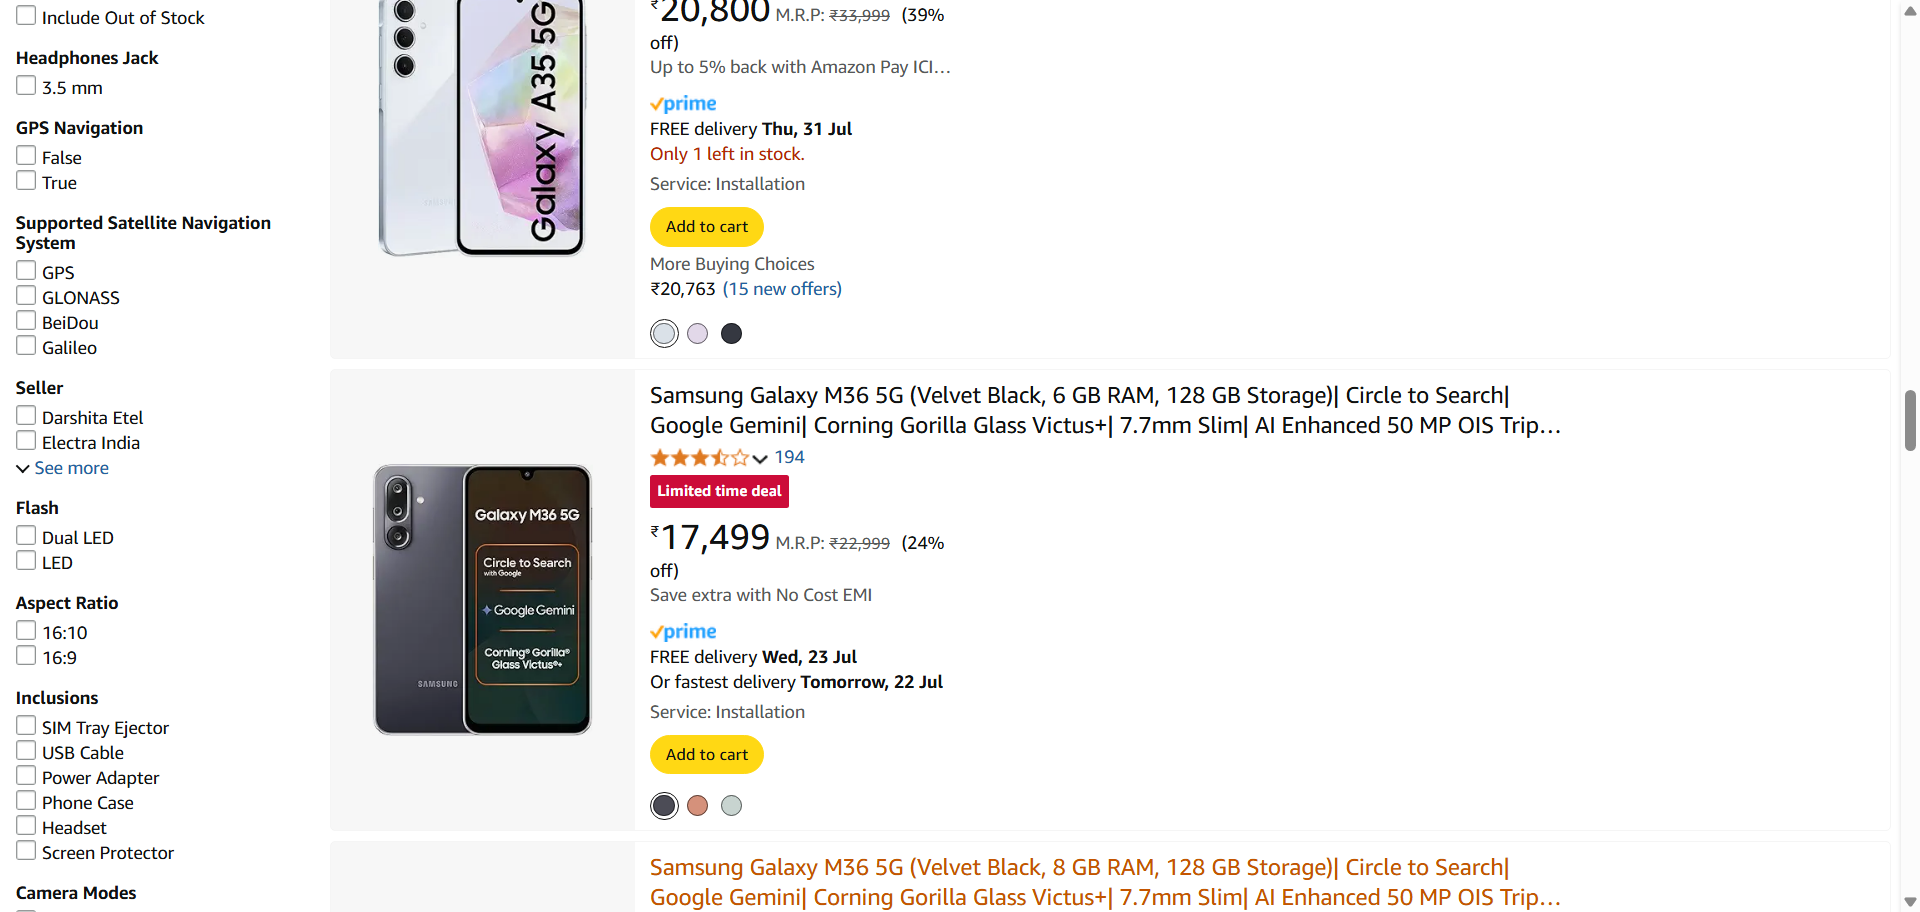 Include Out of Stock
Headphones Jack
3.5 mm
GPS Navigation
False
True
Supported Satellite Navigation
System
GPS
GLONASS
BeiDou
Galileo
Seller
Darshita Etel
Electra India
See more
Flash
Dual LED
LED
Aspect Ratio
16:10
16:9
Inclusions
SIM Tray Ejector
USB Cable
Power Adapter
Phone Case
Headset
Screen Protector
Camera Modes
Galaxy A35 5G
₹20,800 M.R.P: ₹33,999 (39%
off)
Up to 5% back with Amazon Pay ICI…
prime
FREE delivery Thu, 31 Jul
Only 1 left in stock.
Service: Installation
Add to cart
More Buying Choices
₹20,763 (15 new offers)
Galaxy M36 5G
Circle to Search
with Google
Google Gemini
Corning® Gorilla®
Glass Victus®+
SAMSUNG
Samsung Galaxy M36 5G (Velvet Black, 6 GB RAM, 128 GB Storage)| Circle to Search|
Google Gemini| Corning Gorilla Glass Victus+| 7.7mm Slim| AI Enhanced 50 MP OIS Trip…
194
Limited time deal
₹17,499 M.R.P: ₹22,999 (24%
off)
Save extra with No Cost EMI
prime
FREE delivery Wed, 23 Jul
Or fastest delivery Tomorrow, 22 Jul
Service: Installation
Add to cart
Samsung Galaxy M36 5G (Velvet Black, 8 GB RAM, 128 GB Storage)| Circle to Search|
Google Gemini| Corning Gorilla Glass Victus+| 7.7mm Slim| AI Enhanced 50 MP OIS Trip…